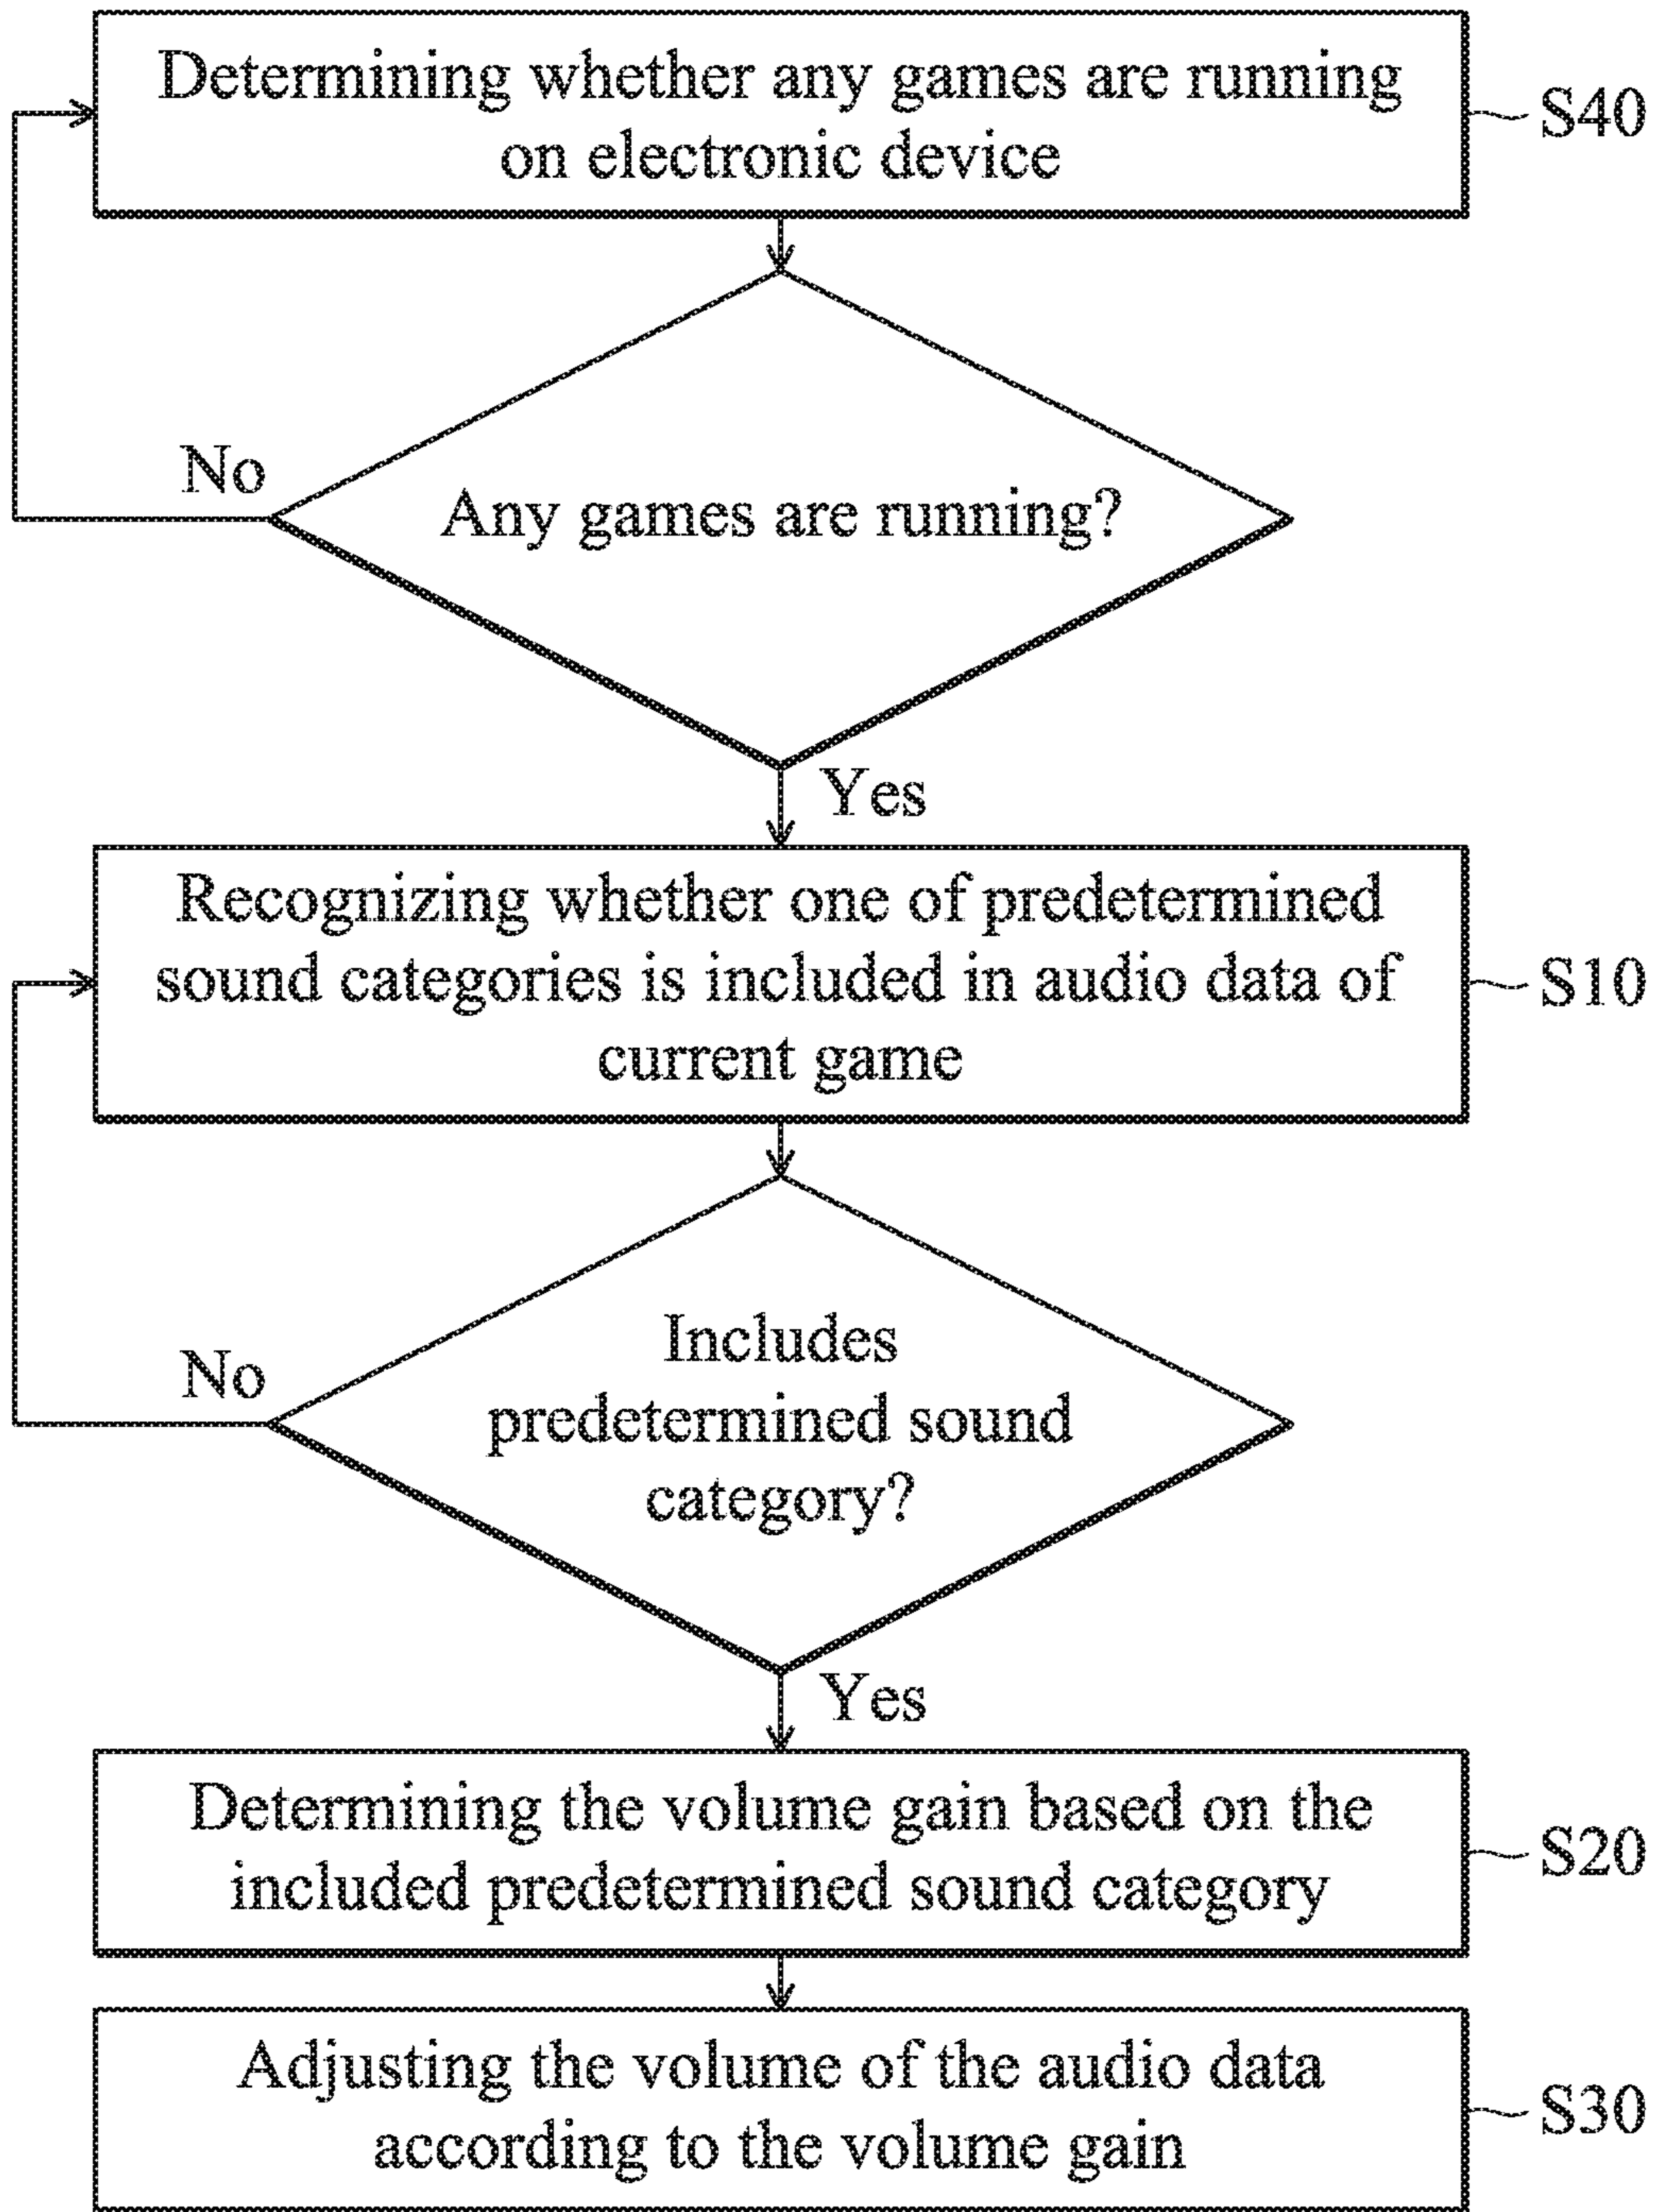 Determining whether any games are running
on electronic device
S40
No
Any games are running?
Yes
Recognizing whether one of predetermined
sound categories is included in audio data of
current game
S10
Includes
No
predetermined sound
category?
Yes
Determining the volume gain based on the
included predetermined sound category
S20
Adjusting the volume of the audio data
according to the volume gain
S30